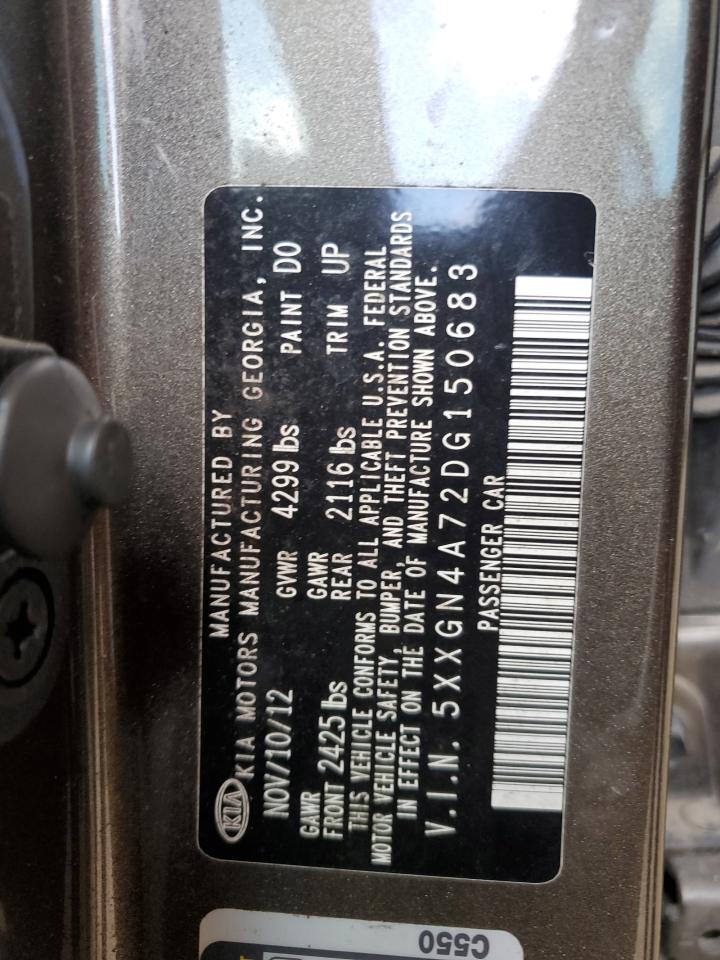 MANUFACTURED BY
KIA KIA MOTORS MANUFACTURING GEORGIA, INC.
NOV/10/12 GVWR 4299 lbs PAINT DO
GAWR GAWR
FRONT 2425 lbs REAR 2116 lbs TRIM UP
THIS VEHICLE CONFORMS TO ALL APPLICABLE U.S.A. FEDERAL
MOTOR VEHICLE SAFETY, BUMPER, AND THEFT PREVENTION STANDARDS
IN EFFECT ON THE DATE OF MANUFACTURE SHOWN ABOVE.
V.I.N. 5XXGN4A72DG150683
PASSENGER CAR
C550